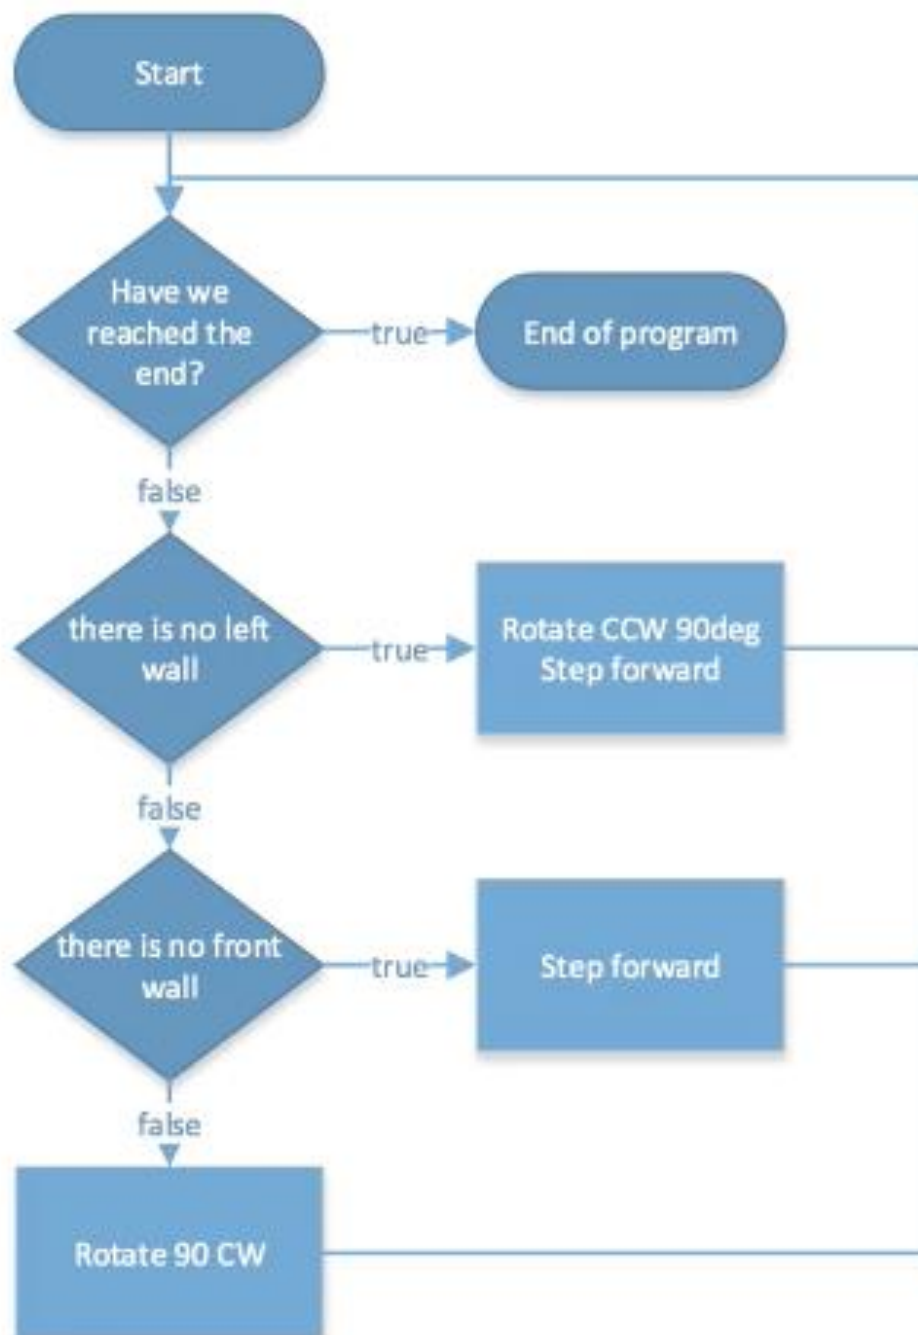 Start
Have we
reached the
end?
true
End of program
false
there is no left
wall
true
Rotate CCW 90deg
Step forward
false
there is no front
wall
true
Step forward
false
Rotate 90 CW